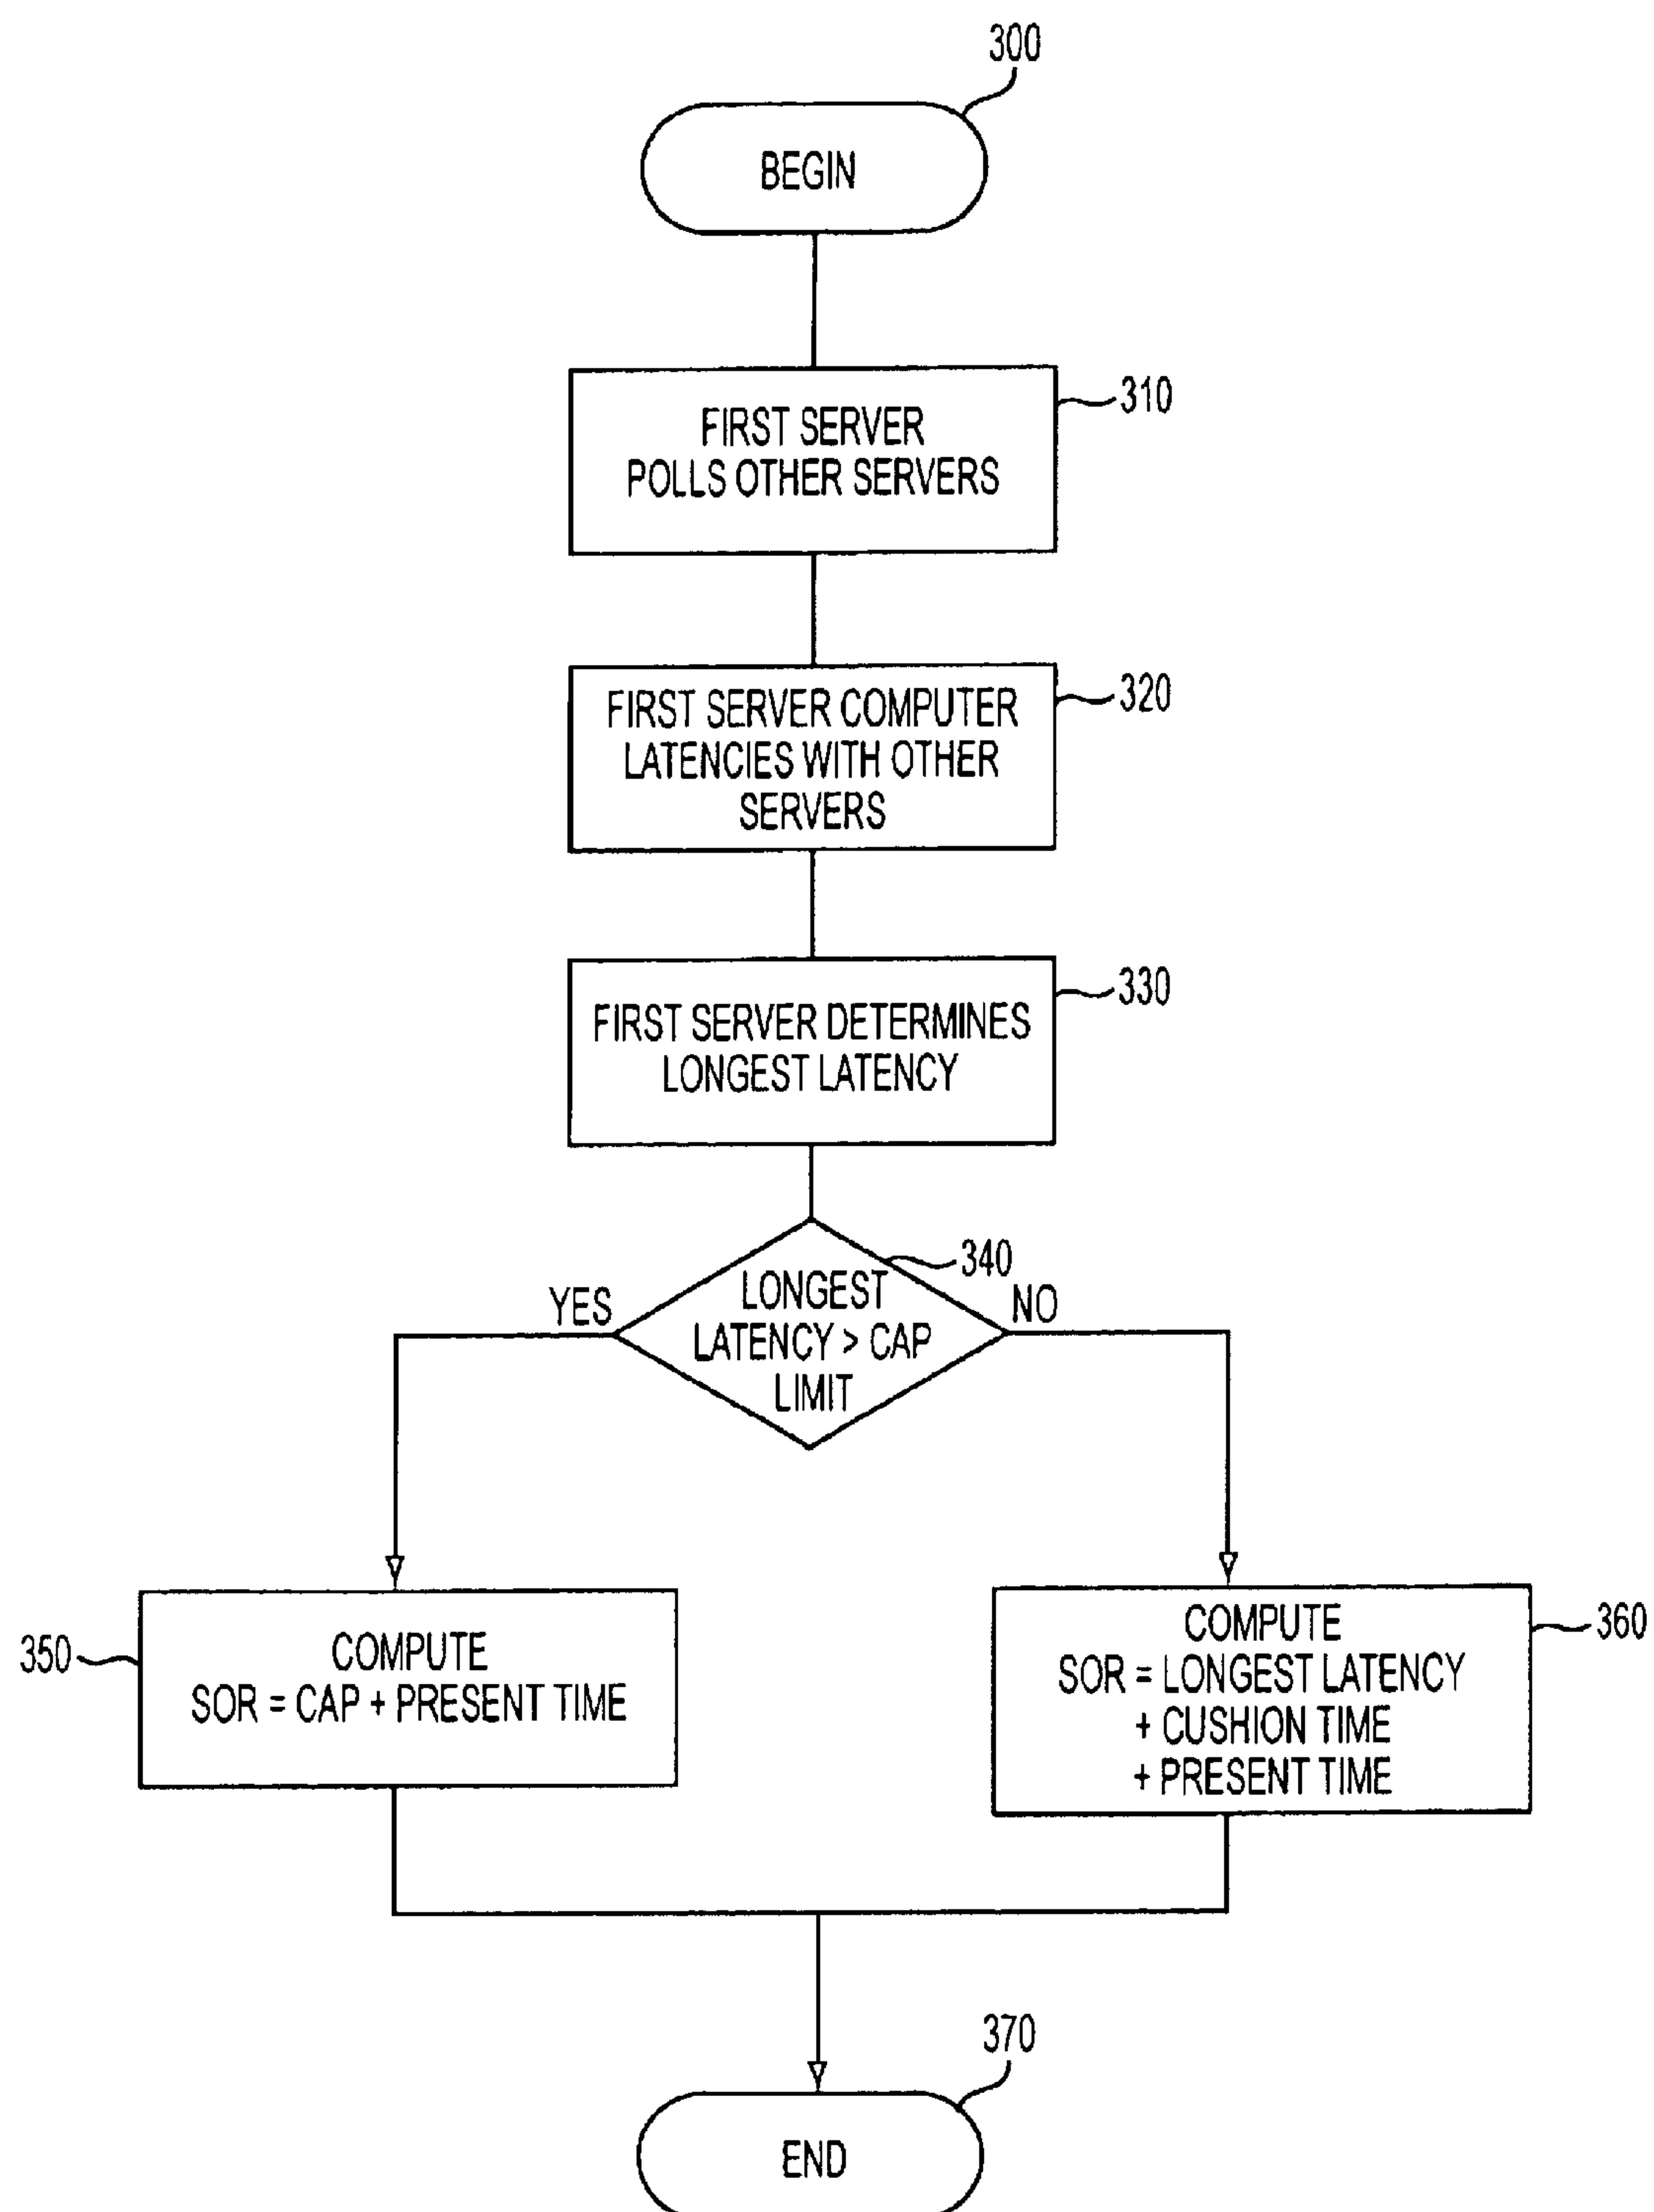 300
BEGIN
310
FIRST SERVER
POLLS OTHER SERVERS
320
FIRST SERVER COMPUTER
LATENCIES WITH OTHER
SERVERS
330
FIRST SERVER DETERMINES
LONGEST LATENCY
340
YES
NO
LONGEST
LATENCY > CAP
LIMIT
350
COMPUTE
SOR = CAP + PRESENT TIME
360
COMPUTE
SOR = LONGEST LATENCY
+ CUSHION TIME
+ PRESENT TIME
370
END